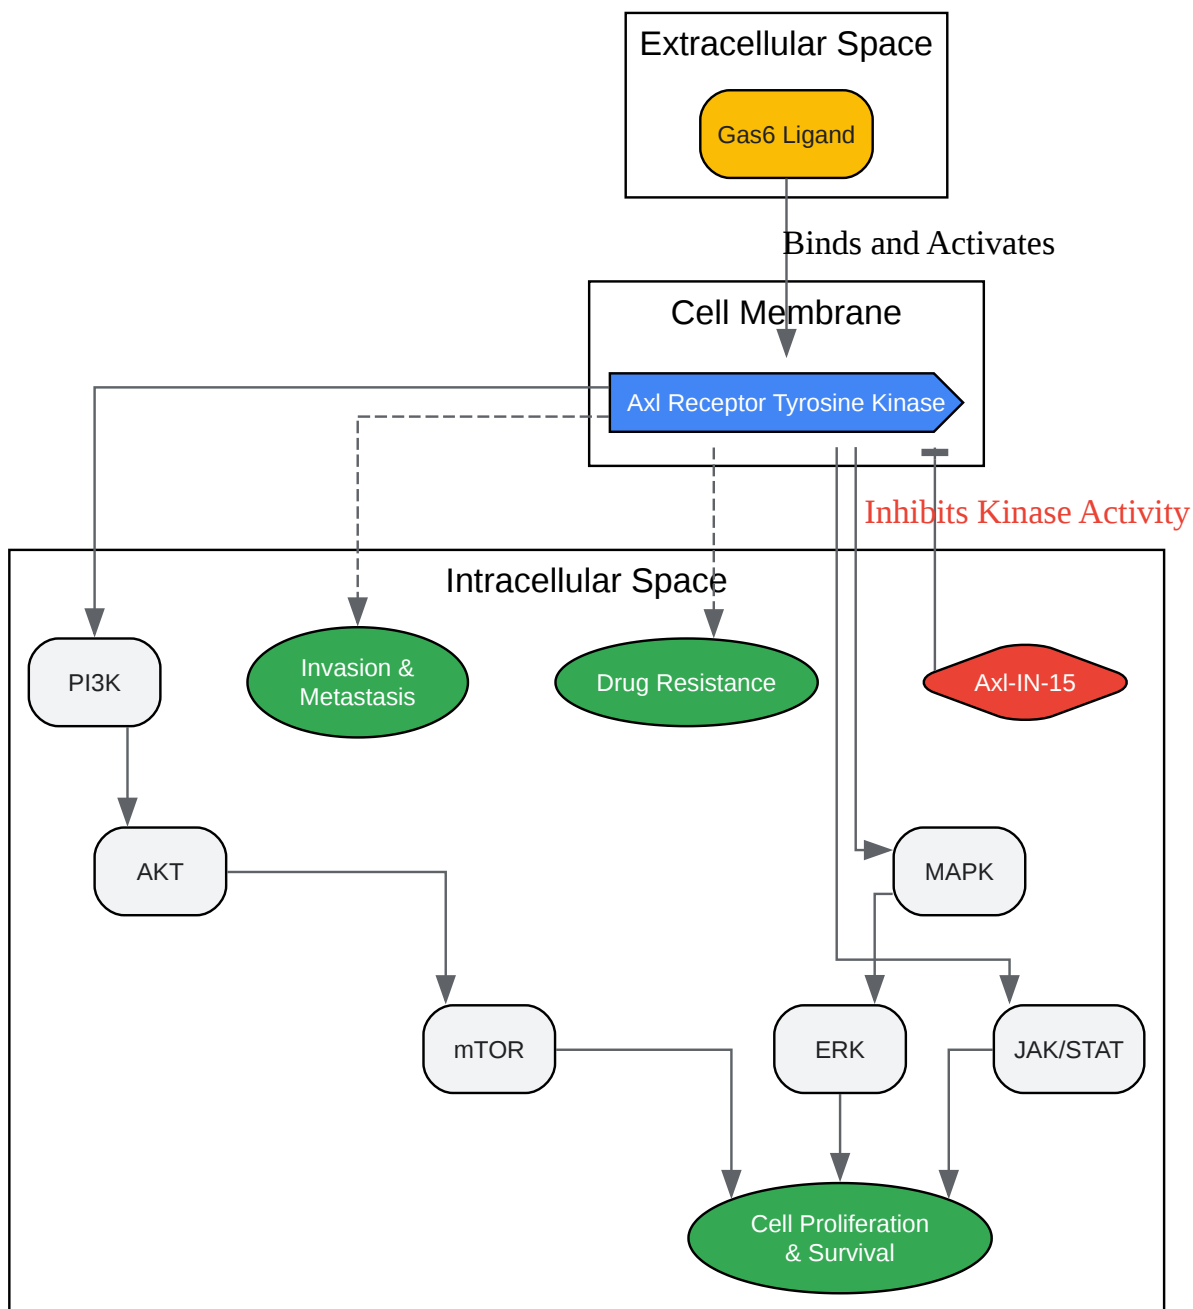 Extracellular Space
Gas6 Ligand
Binds and Activates
Cell Membrane
Axl Receptor Tyrosine Kinase
Inhibits Kinase Activity
Intracellular Space
PI3K
Invasion &
Metastasis
Drug Resistance
Axl-IN-15
AKT
MAPK
mTOR
ERK
JAK/STAT
Cell Proliferation
& Survival